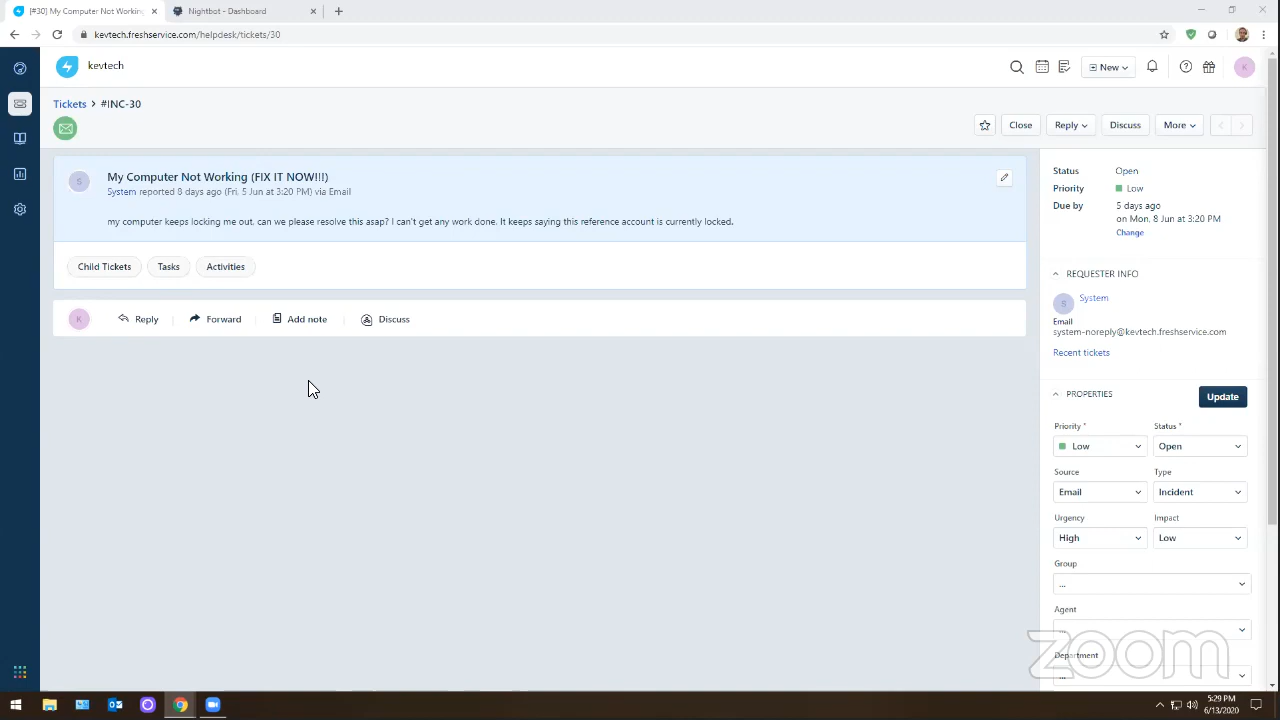 [#30] My Computer Not Working
Nightbot - Dashboard
kevtech.freshservice.com/helpdesk/tickets/30
kevtech
New
K
Tickets > #INC-30
Close
Reply
Discuss
More
S
My Computer Not Working (FIX IT NOW!!!)
System reported 8 days ago (Fri, 5 Jun at 3:20 PM) via Email
my computer keeps locking me out, can we please resolve this asap? I can't get any work done. It keeps saying this reference account is currently locked.
Child Tickets
Tasks
Activities
K
Reply
Forward
Add note
Discuss
Status
Open
Priority
Low
Due by
5 days ago
on Mon, 8 Jun at 3:20 PM
Change
REQUESTER INFO
S
System
Email
system-noreply@kevtech.freshservice.com
Recent tickets
PROPERTIES
Update
Priority *
Status *
Low
Open
Source
Type
Email
Incident
Urgency
Impact
High
Low
Group
...
Agent
...
Department
...
zoom
5:29 PM
6/13/2020